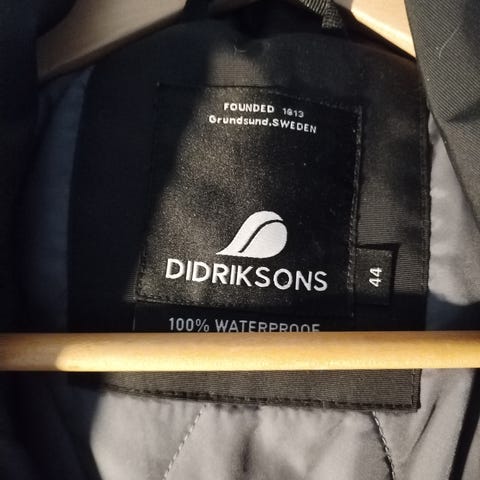 FOUNDED 1913
Grundsund, SWEDEN
DIDRIKSONS
44
100% WATERPROOF